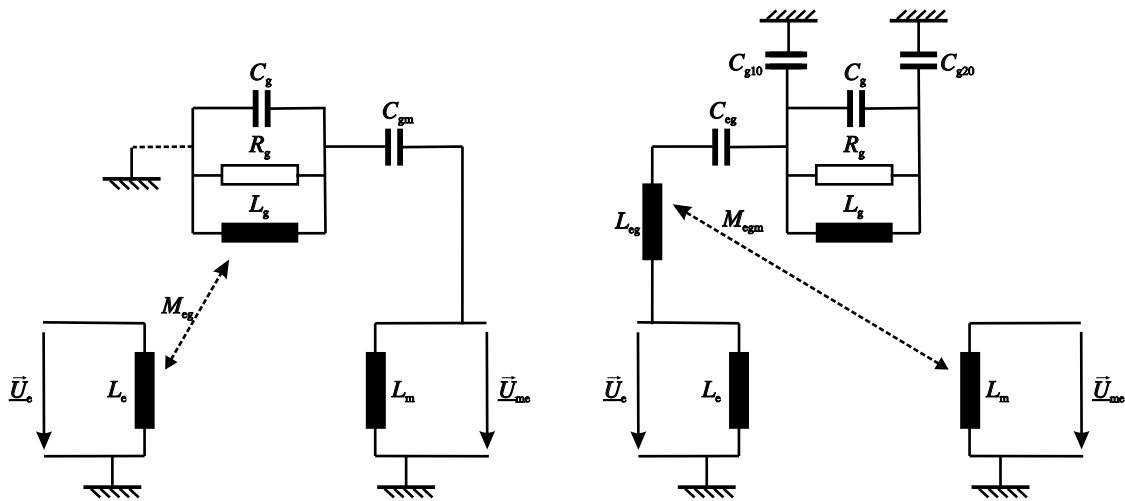 C_g
C_gm
R_g
L_g
M_eg
U_e
L_e
L_m
U_me
C_g10
C_g
C_g20
C_eg
R_g
L_g
L_eg
M_egm
U_e
L_e
L_m
U_me